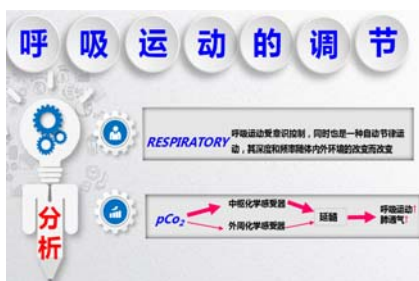 呼吸运动的调节
RESPIRATORY
呼吸运动受意识控制，同时也是一种自动节律运
动，其深度和频率随体内外环境的改变而改变
分析
pCo₂
中枢化学感受器
外周化学感受器
延髓
呼吸运动↑
肺通气↑